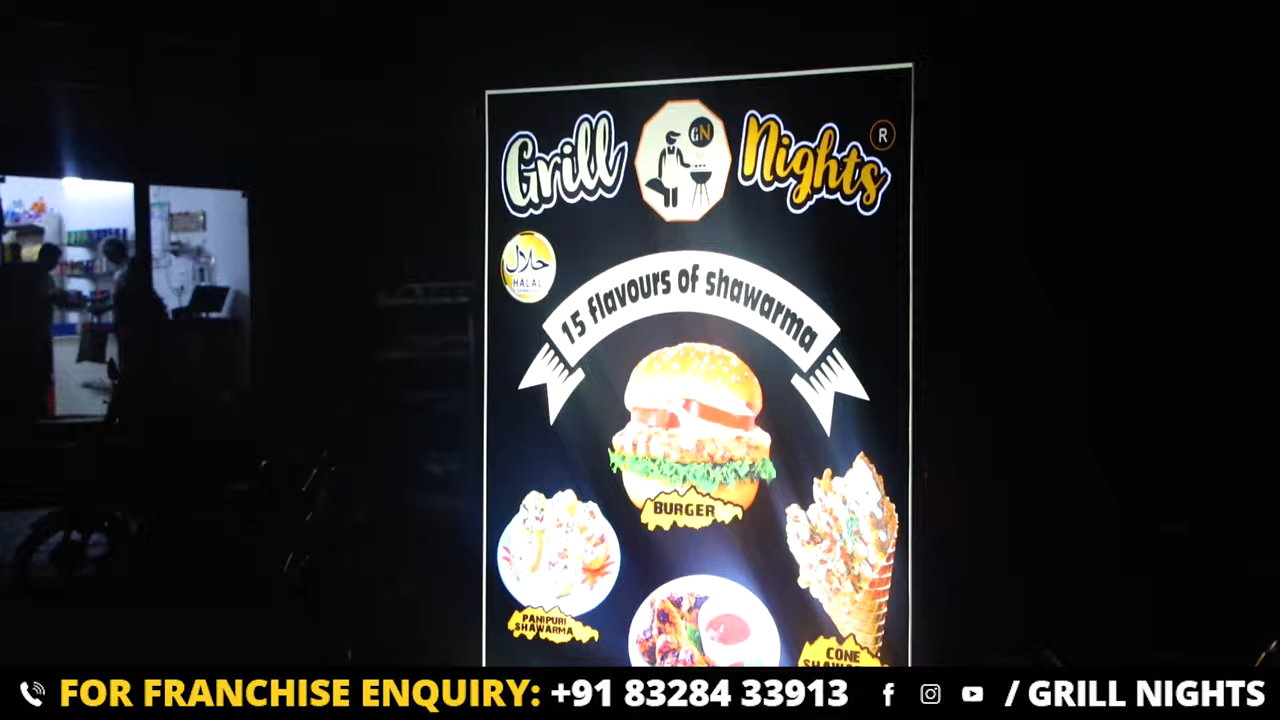 Grill GN Nights ®
حلال
HALAL
15 flavours of shawarma
BURGER
PANIPURI
SHAWARMA
CONE
FOR FRANCHISE ENQUIRY: +91 83284 33913 / GRILL NIGHTS